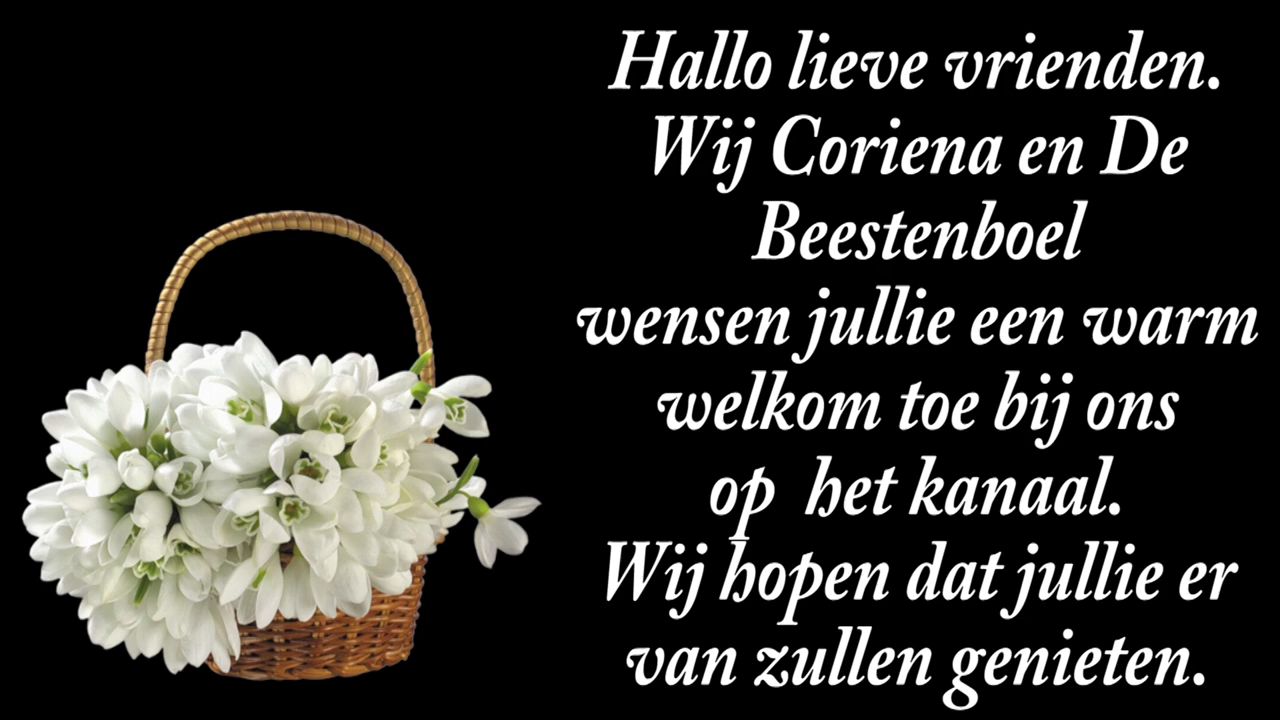 Hallo lieve vrienden.
Wij Coriena en De
Beestenboel
wensen jullie een warm
welkom toe bij ons
op  het kanaal.
Wij hopen dat jullie er
van zullen genieten.